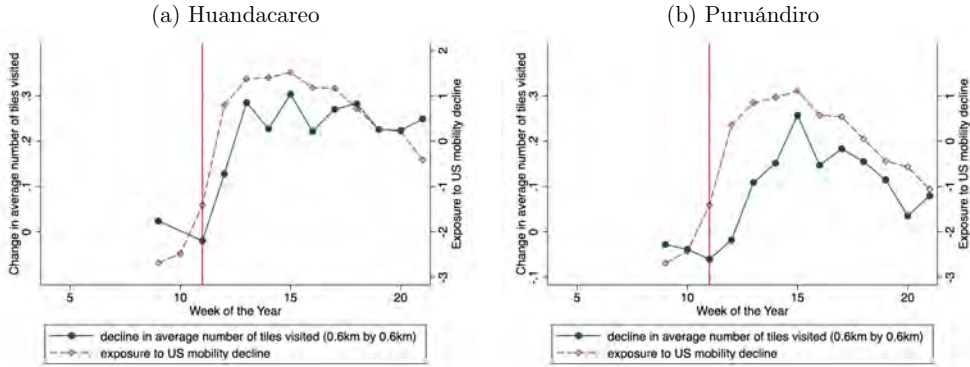 (a) Huandacareo
Change in average number of tiles visited
.3
.2
.1
0
Exposure to US mobility decline
2
1
0
-1
-2
-3
5 10 15 20
Week of the Year
decline in average number of tiles visited (0.6km by 0.6km)
exposure to US mobility decline
(b) Puruándiro
Change in average number of tiles visited
.3
.2
.1
0
-.1
Exposure to US mobility decline
2
1
0
-1
-2
-3
5 10 15 20
Week of the Year
decline in average number of tiles visited (0.6km by 0.6km)
exposure to US mobility decline